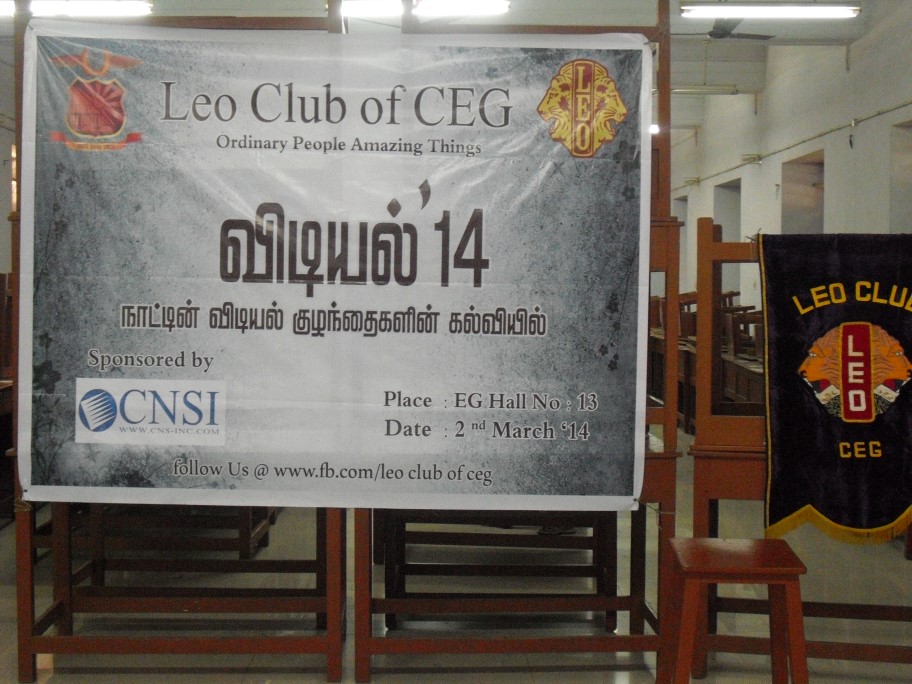 Leo Club of CEG
Ordinary People Amazing Things
LEO
விடியல்'14
நாட்டின் விடியல் குழந்தைகளின் கல்வியில்
Sponsored by
CNSI
WWW.CNS-INC.COM
Place : EG Hall No : 13
Date : 2 nd March '14
follow Us @ www.fb.com/leo club of ceg
LEO CLUB
LEO
CEG